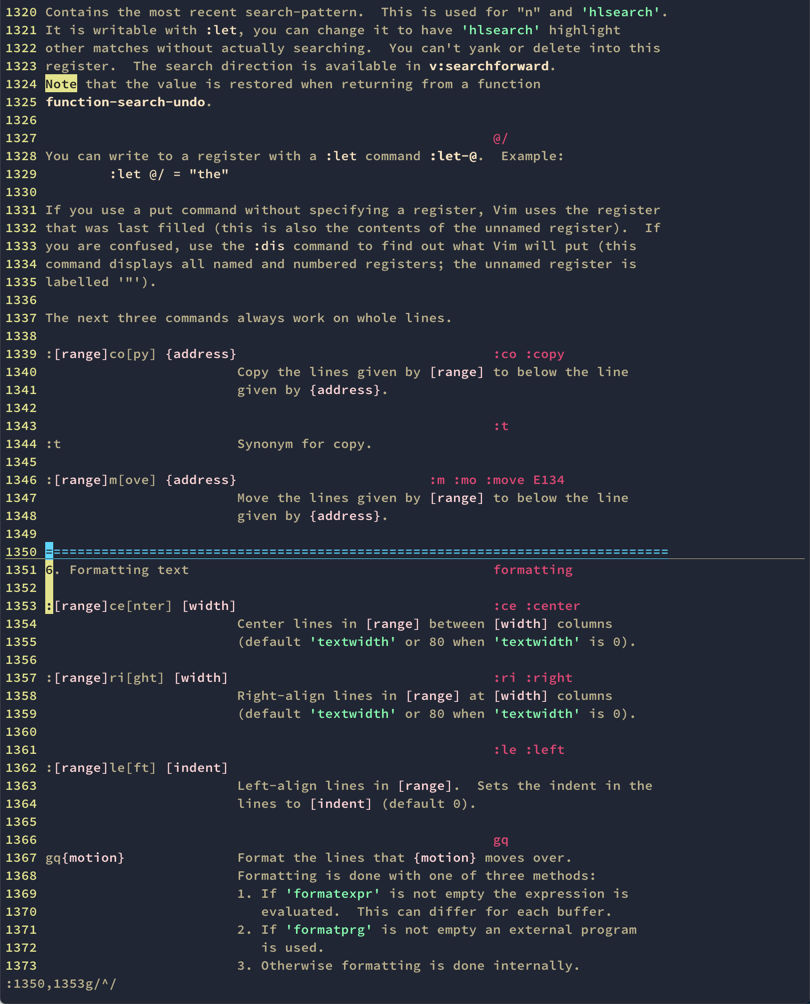 1320 Contains the most recent search-pattern.  This is used for "n" and 'hlsearch'.
1321 It is writable with :let, you can change it to have 'hlsearch' highlight
1322 other matches without actually searching.  You can't yank or delete into this
1323 register.  The search direction is available in v:searchforward.
1324 Note that the value is restored when returning from a function
1325 function-search-undo.
1326
1327                                                         @/
1328 You can write to a register with a :let command :let-@.  Example:
1329         :let @/ = "the"
1330
1331 If you use a put command without specifying a register, Vim uses the register
1332 that was last filled (this is also the contents of the unnamed register).  If
1333 you are confused, use the :dis command to find out what Vim will put (this
1334 command displays all named and numbered registers; the unnamed register is
1335 labelled '"').
1336
1337 The next three commands always work on whole lines.
1338
1339 :[range]co[py] {address}                                :co :copy
1340                         Copy the lines given by [range] to below the line
1341                         given by {address}.
1342
1343                                                         :t
1344 :t                      Synonym for copy.
1345
1346 :[range]m[ove] {address}                        :m :mo :move E134
1347                         Move the lines given by [range] to below the line
1348                         given by {address}.
1349
1350 ==============================================================================
1351 6. Formatting text                                      formatting
1352
1353 :[range]ce[nter] [width]                                :ce :center
1354                         Center lines in [range] between [width] columns
1355                         (default 'textwidth' or 80 when 'textwidth' is 0).
1356
1357 :[range]ri[ght] [width]                                 :ri :right
1358                         Right-align lines in [range] at [width] columns
1359                         (default 'textwidth' or 80 when 'textwidth' is 0).
1360
1361                                                         :le :left
1362 :[range]le[ft] [indent]
1363                         Left-align lines in [range].  Sets the indent in the
1364                         lines to [indent] (default 0).
1365
1366                                                         gq
1367 gq{motion}              Format the lines that {motion} moves over.
1368                         Formatting is done with one of three methods:
1369                         1. If 'formatexpr' is not empty the expression is
1370                            evaluated.  This can differ for each buffer.
1371                         2. If 'formatprg' is not empty an external program
1372                            is used.
1373                         3. Otherwise formatting is done internally.
:1350,1353g/^/